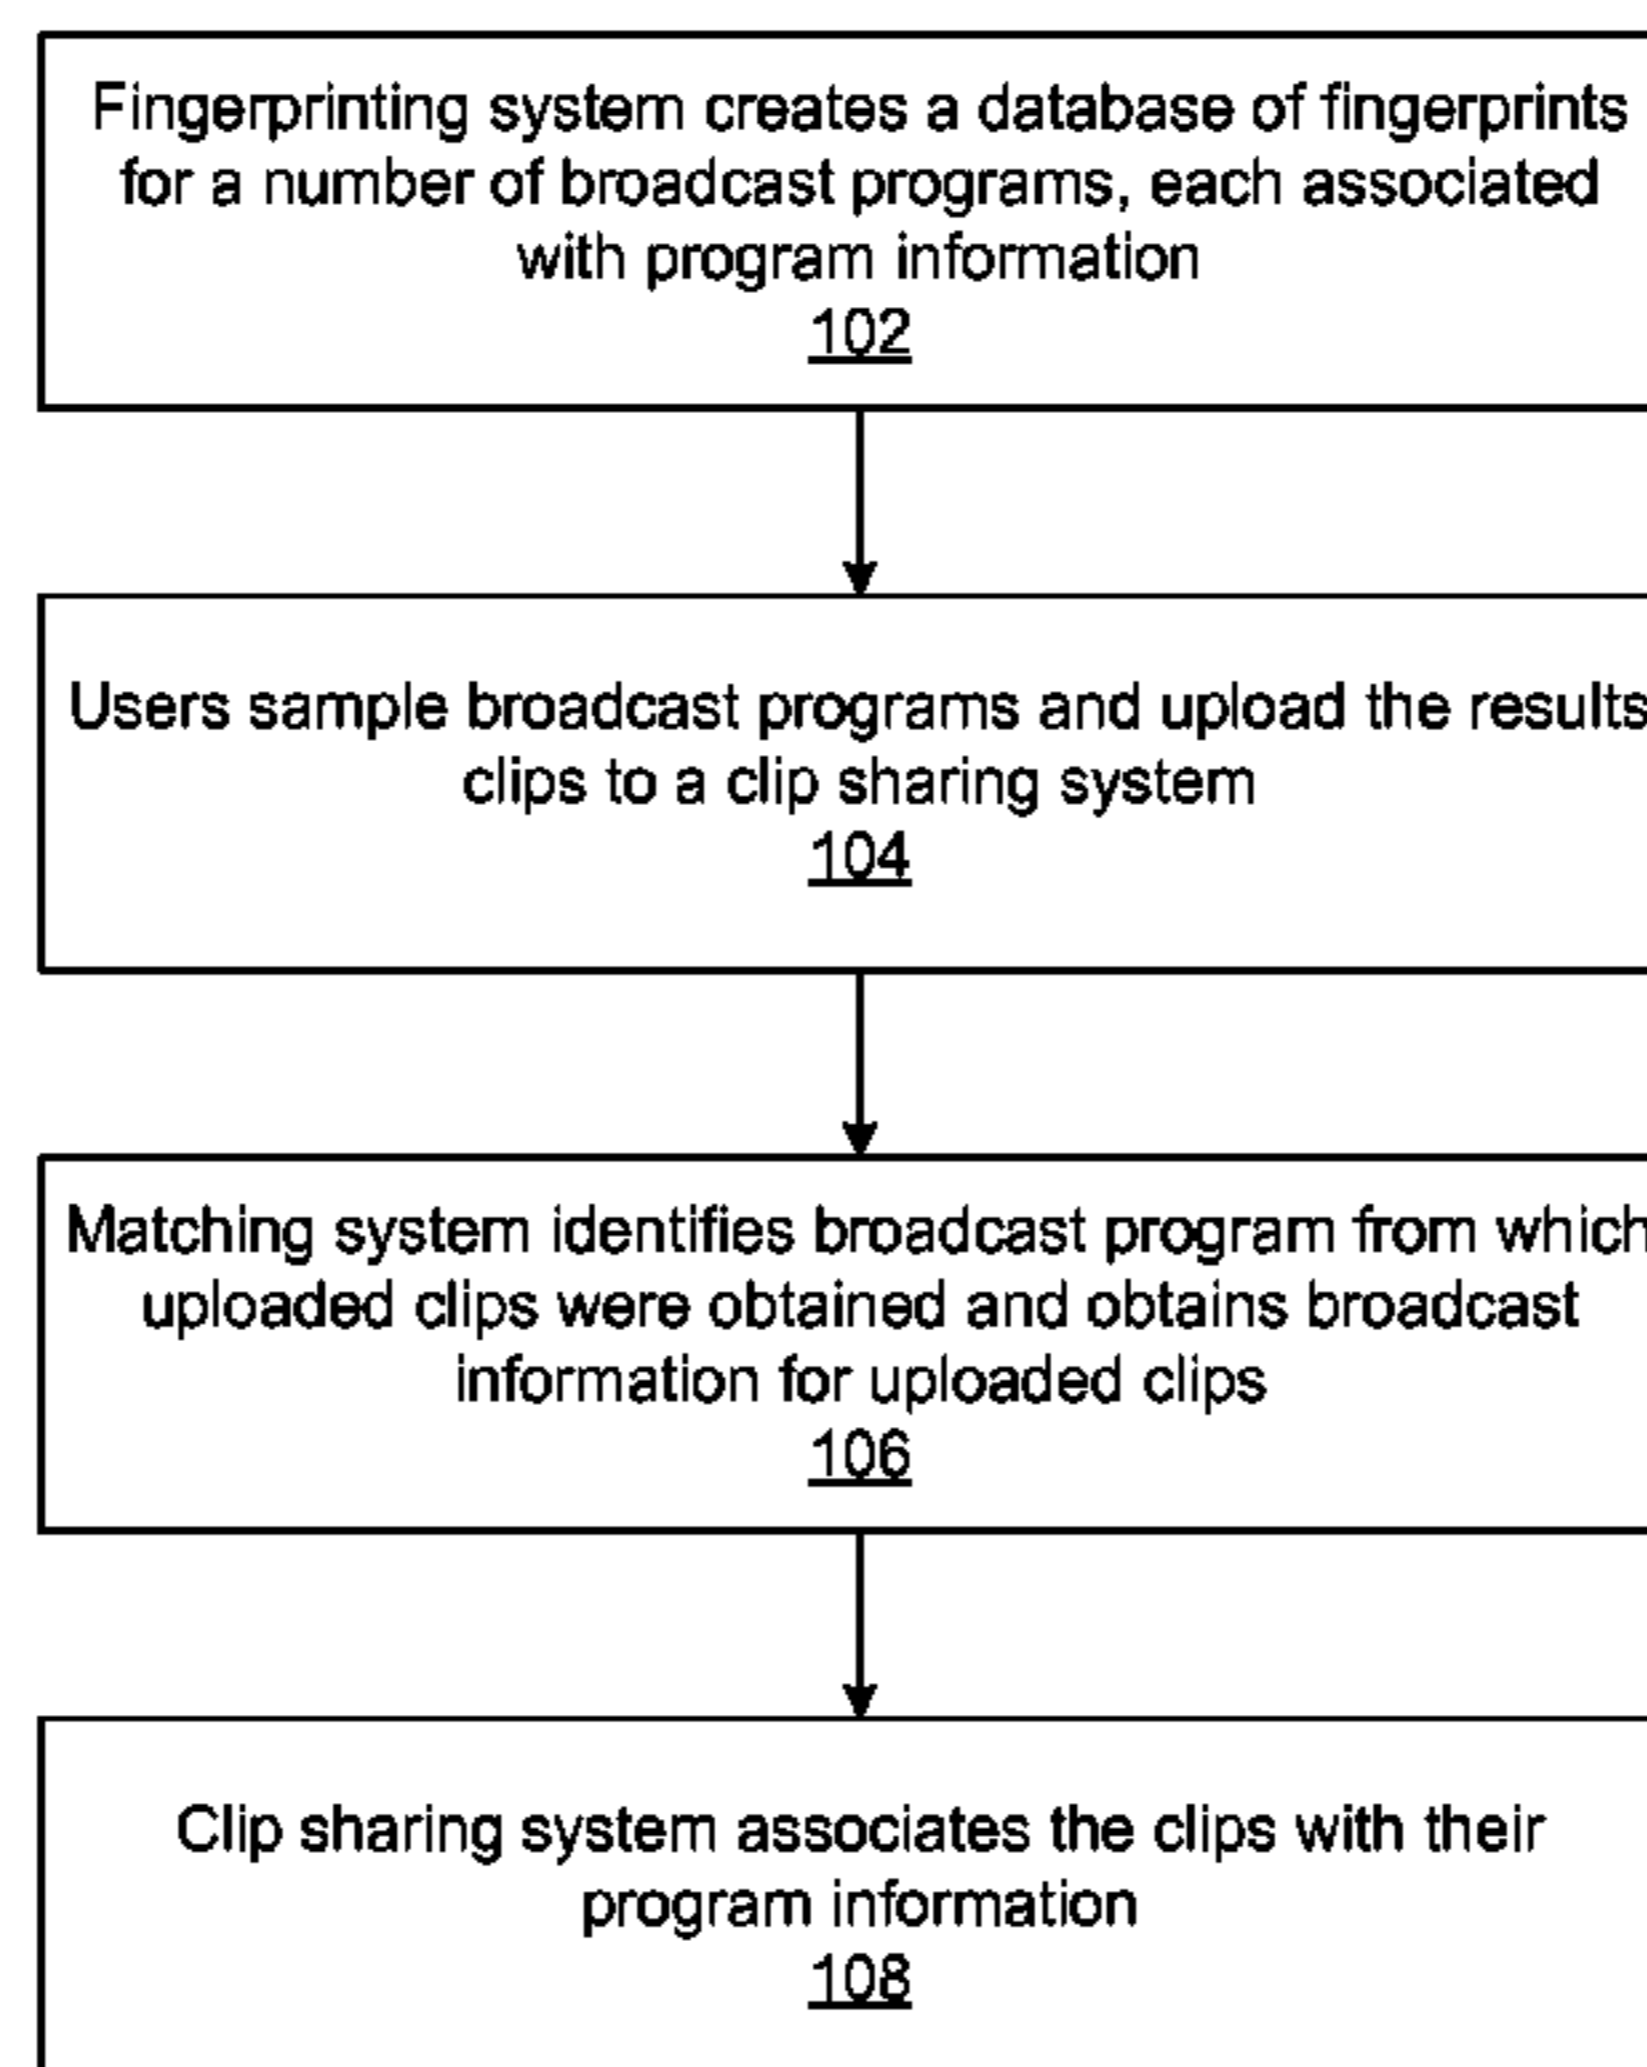 Fingerprinting system creates a database of fingerprints
for a number of broadcast programs, each associated
with program information
102
Users sample broadcast programs and upload the results
clips to a clip sharing system
104
Matching system identifies broadcast program from which
uploaded clips were obtained and obtains broadcast
information for uploaded clips
106
Clip sharing system associates the clips with their
program information
108